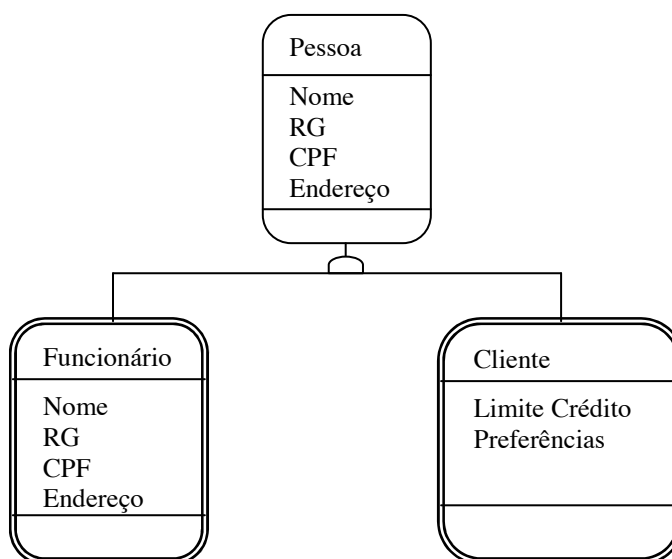 Pessoa
Nome
RG
CPF
Endereço
Funcionário
Nome
RG
CPF
Endereço
Cliente
Limite Crédito
Preferências